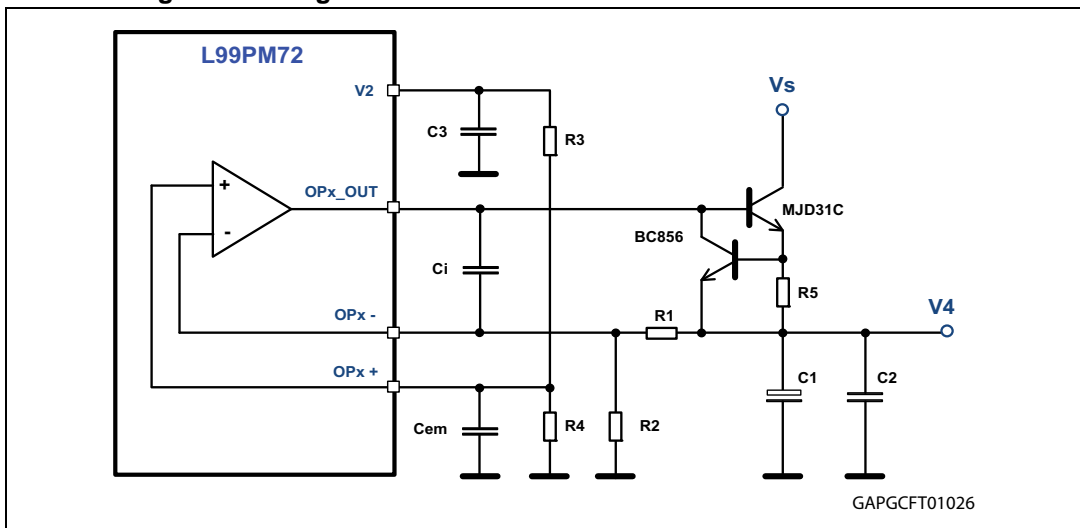 L99PM72
V2
Vs
C3
R3
OPx_OUT
MJD31C
BC856
Ci
R5
V4
OPx -
R1
OPx +
C1
C2
Cem
R4
R2
+
-
GAPGCFT01026